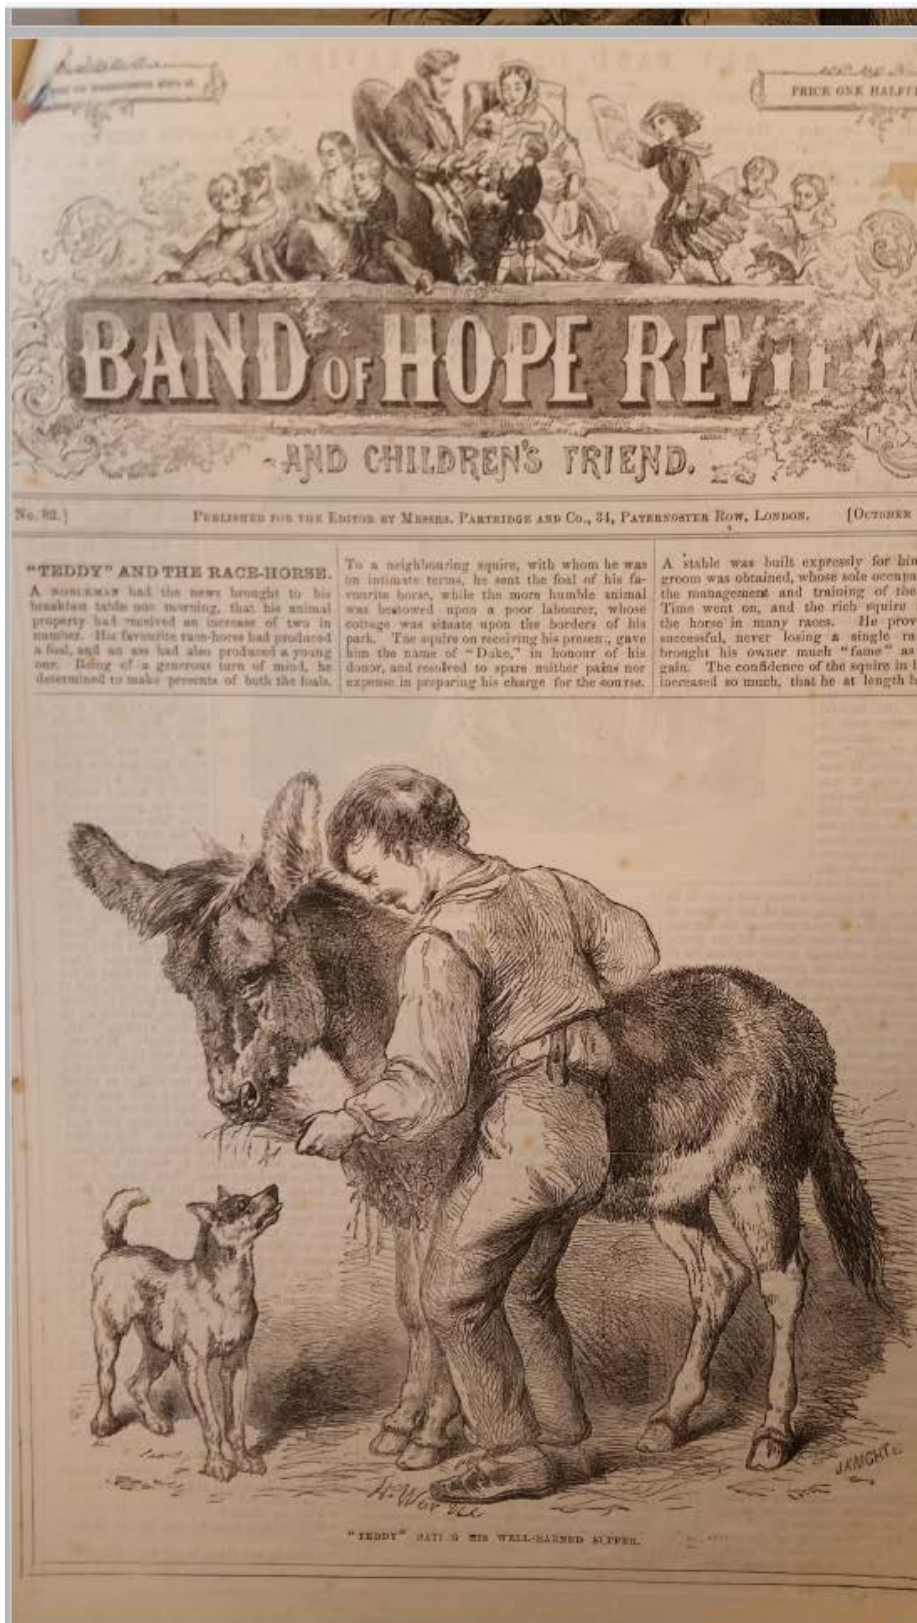 PRICE ONE HALFPE
BAND OF HOPE REVIE
AND CHILDREN'S FRIEND.
No. 82.]
PUBLISHED FOR THE EDITOR BY MESSRS. PARTRIDGE AND CO., 34, PATERNOSTER ROW, LONDON.
[OCTOBER
"TEDDY" AND THE RACE-HORSE.
A NOBLEMAN had the news brought to his
breakfast table one morning, that his animal
property had received an increase of two in
number. His favourite race-horse had produced
a foal, and an ass had also produced a young
one. Being of a generous turn of mind, he
determined to make presents of both the foals.
To a neighbouring squire, with whom he was
on intimate terms, he sent the foal of his fa-
vourite horse, while the more humble animal
was bestowed upon a poor labourer, whose
cottage was situate upon the borders of his
park. The squire on receiving his present, gave
him the name of "Duke," in honour of his
donor, and resolved to spare neither pains nor
expense in preparing his charge for the course.
A stable was built expressly for him
groom was obtained, whose sole occupa
the management and training of the
Time went on, and the rich squire
the horse in many races. He prov
successful, never losing a single ra
brought his owner much "fame" as
gain. The confidence of the squire in h
increased so much, that he at length h
J. KNIGHT
"TEDDY" EATING HIS WELL-EARNED SUPPER.